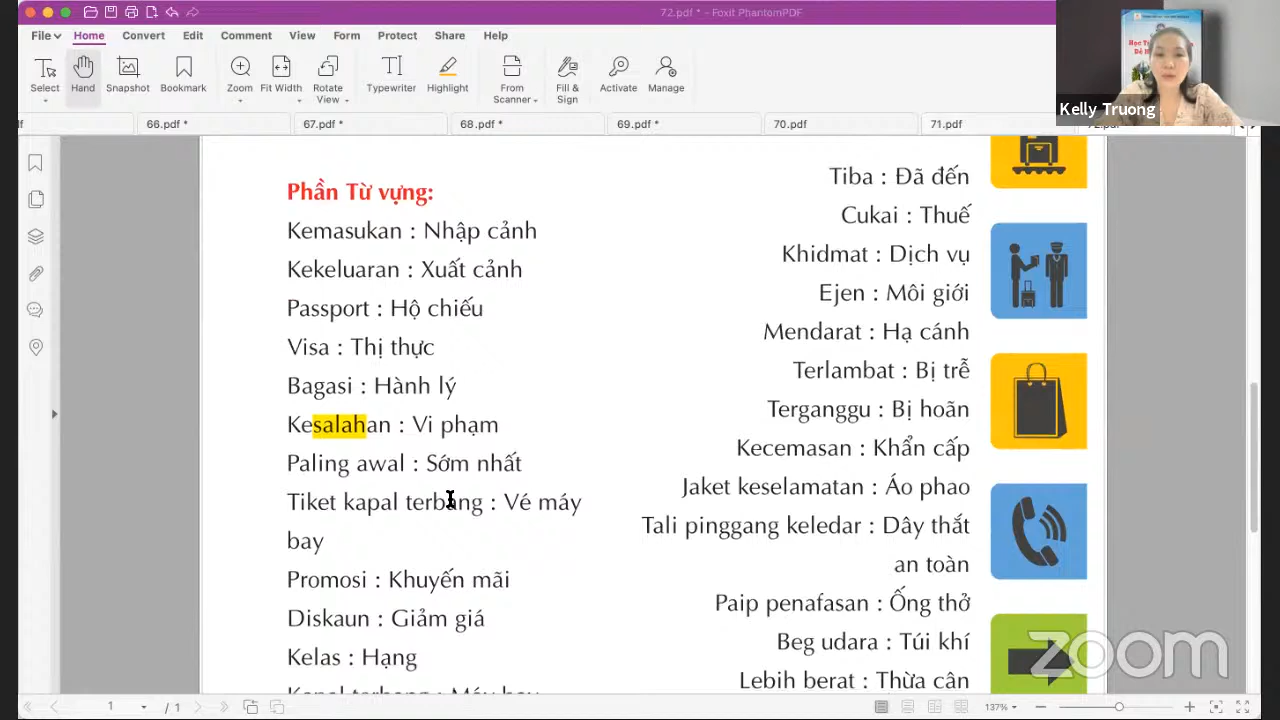 72.pdf * - Foxit PhantomPDF
File Home Convert Edit Comment View Form Protect Share Help
Select Hand Snapshot Bookmark Zoom Fit Width Rotate View Typewriter Highlight From Scanner Fill & Sign Activate Manage
Kelly Truong
66.pdf * 67.pdf * 68.pdf * 69.pdf * 70.pdf 71.pdf
Phần Từ vựng:
Kemasukan : Nhập cảnh
Kekeluaran : Xuất cảnh
Passport : Hộ chiếu
Visa : Thị thực
Bagasi : Hành lý
Kesalahan : Vi phạm
Paling awal : Sớm nhất
Tiket kapal terbang : Vé máy
bay
Promosi : Khuyến mãi
Diskaun : Giảm giá
Kelas : Hạng
Kapal terbang : Máy bay
Tiba : Đã đến
Cukai : Thuế
Khidmat : Dịch vụ
Ejen : Môi giới
Mendarat : Hạ cánh
Terlambat : Bị trễ
Terganggu : Bị hoãn
Kecemasan : Khẩn cấp
Jaket keselamatan : Áo phao
Tali pinggang keledar : Dây thắt
an toàn
Paip penafasan : Ống thở
Beg udara : Túi khí
Lebih berat : Thừa cân
zoom
1 / 1 137%